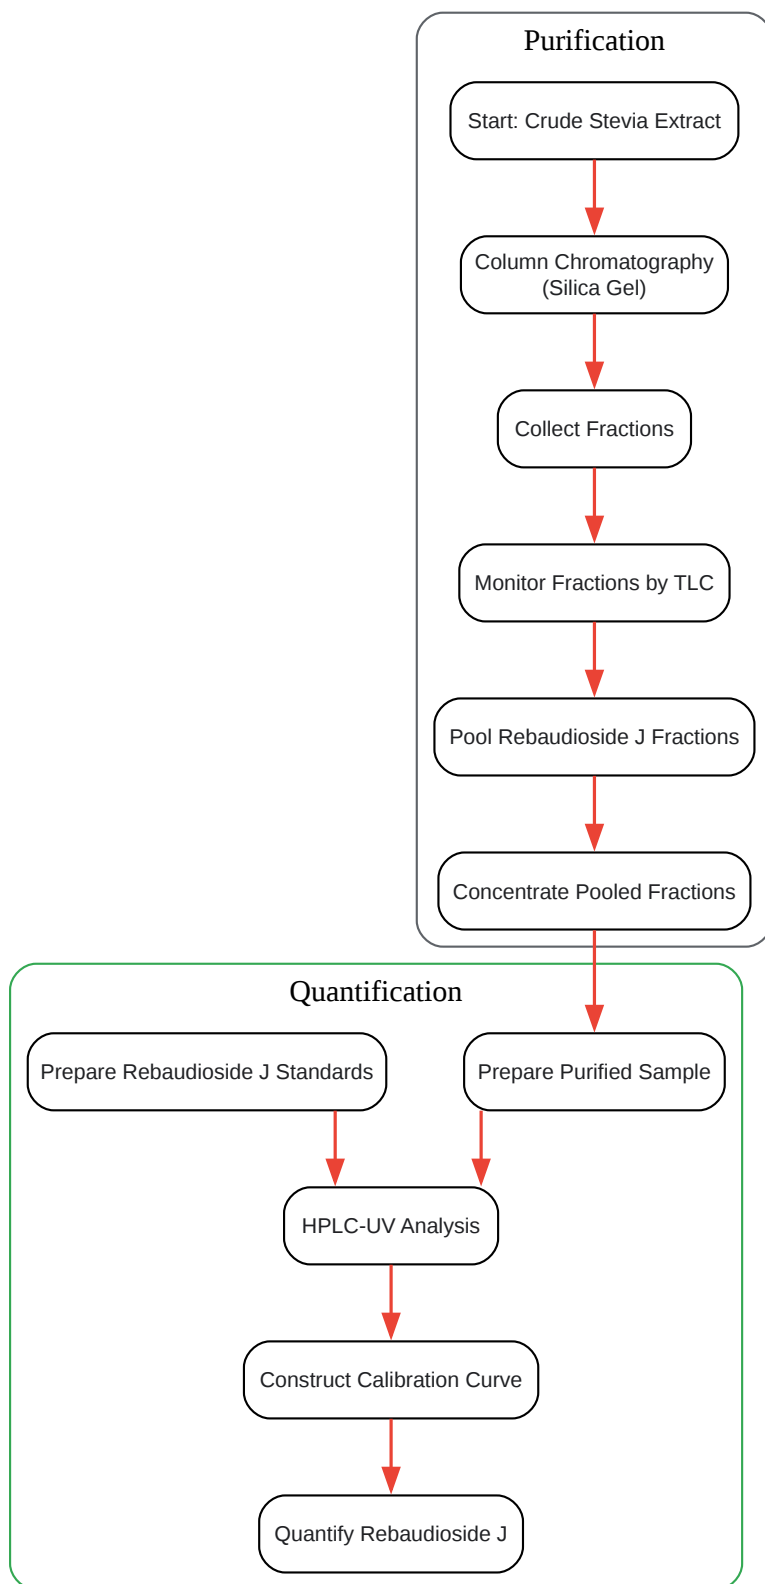 Purification
Start: Crude Stevia Extract
Column Chromatography
(Silica Gel)
Collect Fractions
Monitor Fractions by TLC
Pool Rebaudioside J Fractions
Concentrate Pooled Fractions
Quantification
Prepare Rebaudioside J Standards
Prepare Purified Sample
HPLC-UV Analysis
Construct Calibration Curve
Quantify Rebaudioside J